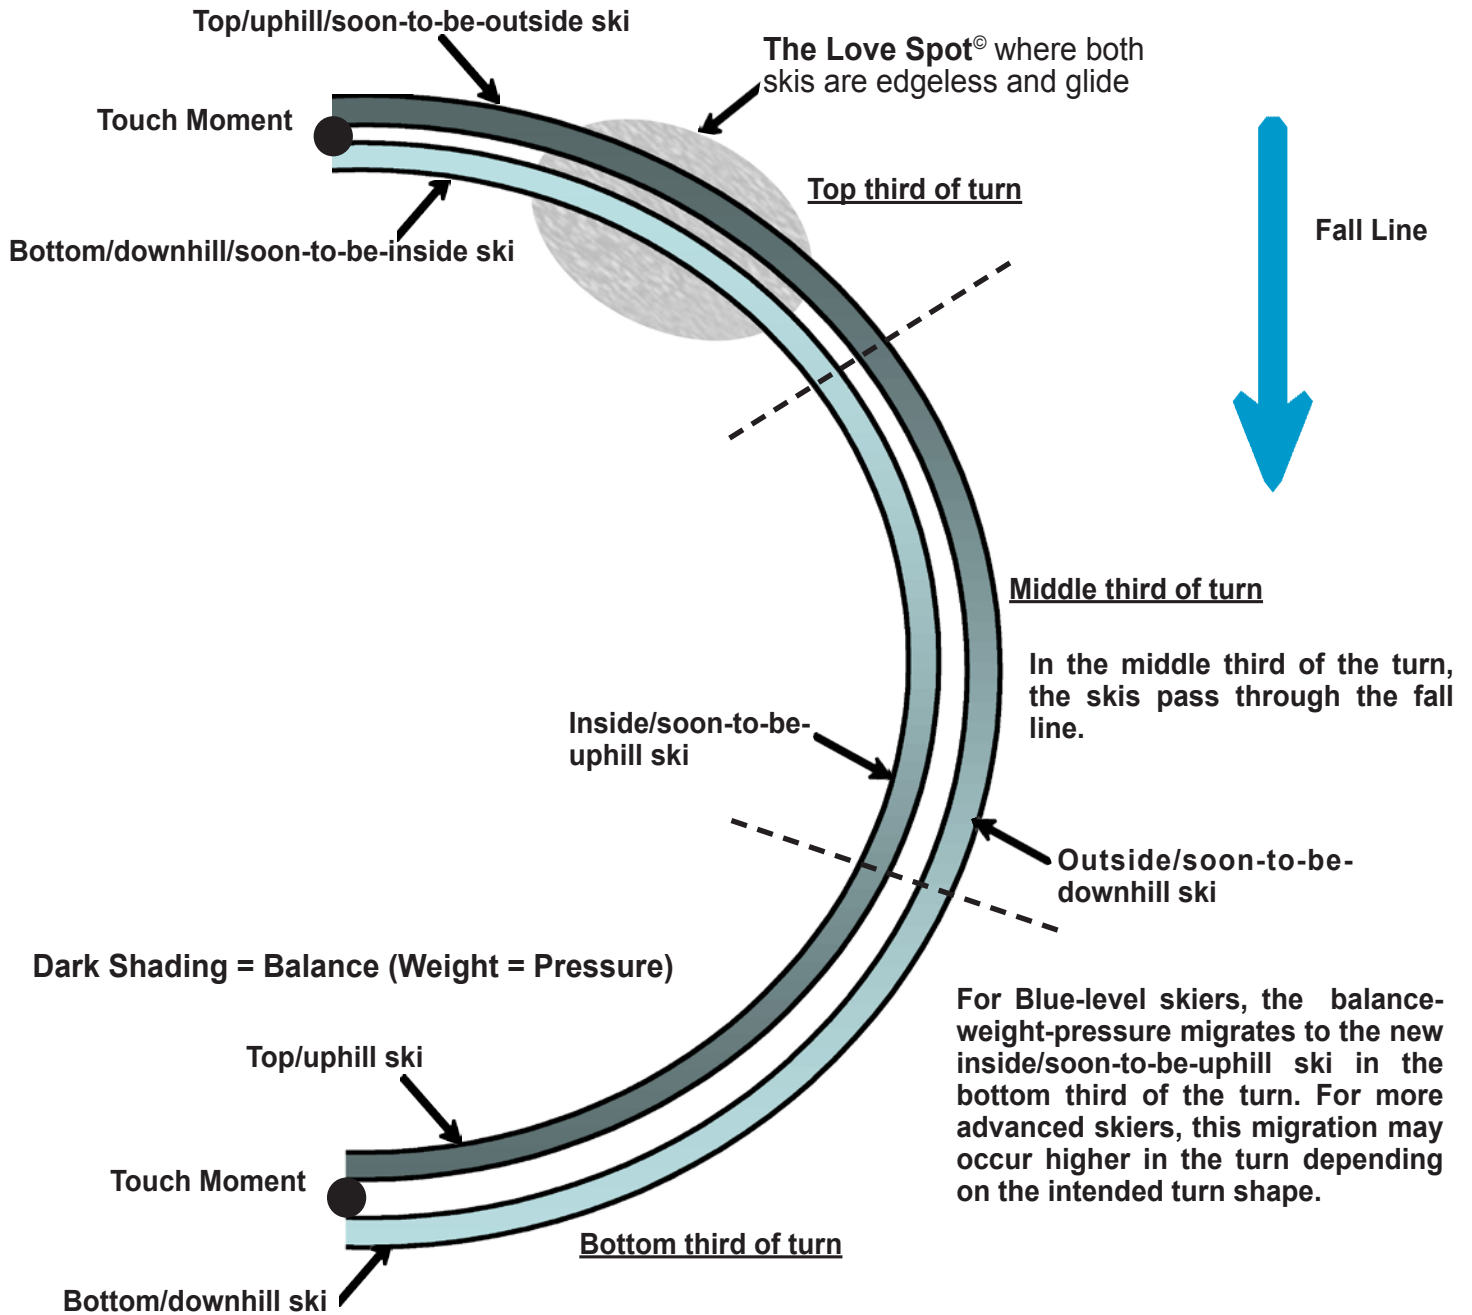 Top/uphill/soon-to-be-outside ski
The Love Spot© where both
skis are edgeless and glide
Touch Moment
Top third of turn
Fall Line
Bottom/downhill/soon-to-be-inside ski
Middle third of turn
In the middle third of the turn,
the skis pass through the fall
line.
Inside/soon-to-be-
uphill ski
Outside/soon-to-be-
downhill ski
Dark Shading = Balance (Weight = Pressure)
For Blue-level skiers, the balance-
weight-pressure migrates to the new
inside/soon-to-be-uphill ski in the
bottom third of the turn. For more
advanced skiers, this migration may
occur higher in the turn depending
on the intended turn shape.
Top/uphill ski
Touch Moment
Bottom third of turn
Bottom/downhill ski